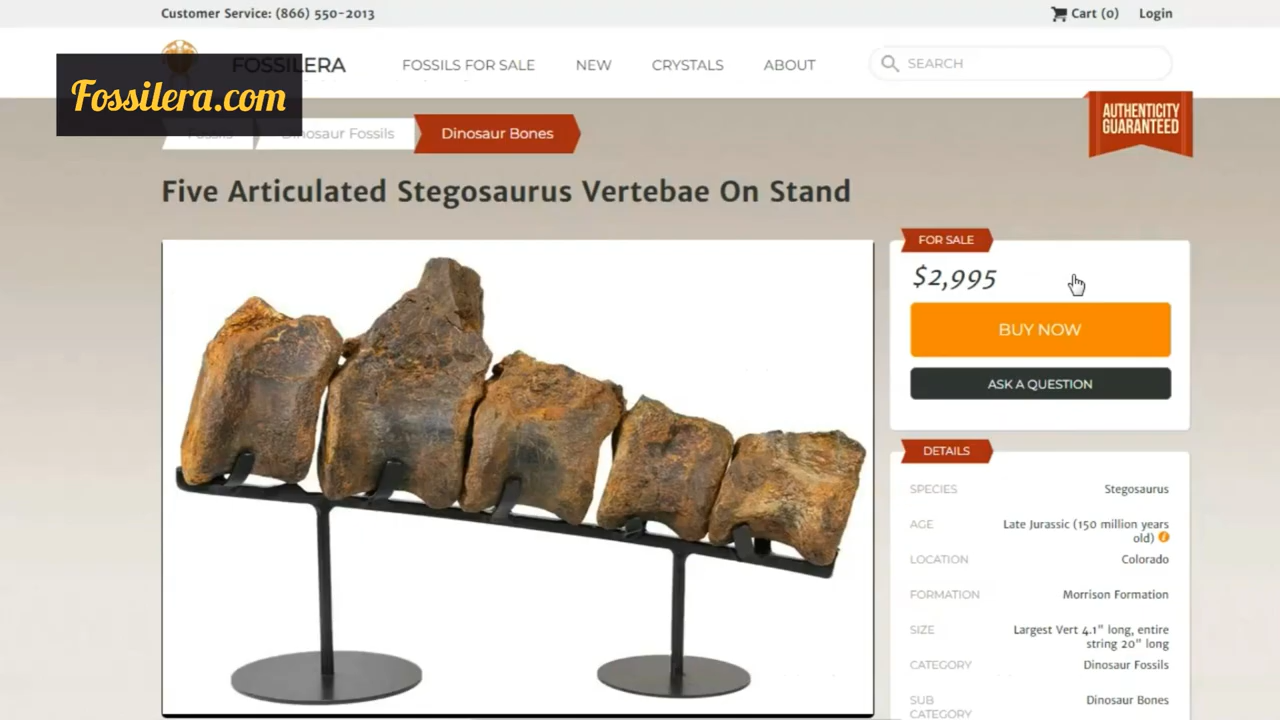 Customer Service: (866) 550-2013
Cart (0)
Login
FOSSILERA
FOSSILS FOR SALE
NEW
CRYSTALS
ABOUT
SEARCH
Fossilera.com
AUTHENTICITY
GUARANTEED
Fossils
Dinosaur Fossils
Dinosaur Bones
Five Articulated Stegosaurus Vertebae On Stand
FOR SALE
$2,995
BUY NOW
ASK A QUESTION
DETAILS
SPECIES
Stegosaurus
AGE
Late Jurassic (150 million years
old)
LOCATION
Colorado
FORMATION
Morrison Formation
SIZE
Largest Vert 4.1" long, entire
string 20" long
CATEGORY
Dinosaur Fossils
SUB
CATEGORY
Dinosaur Bones